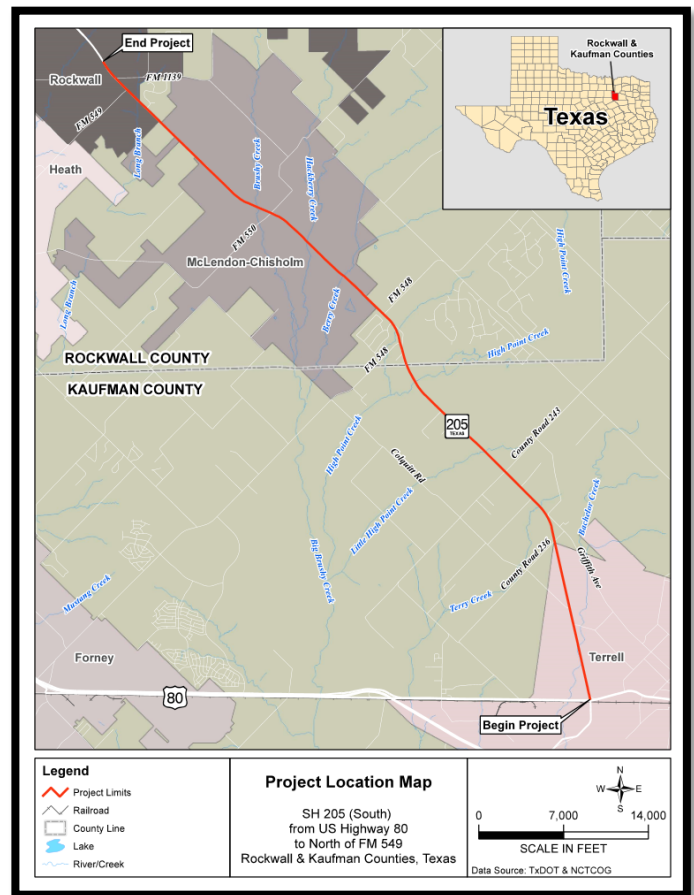 End Project
Rockwall
FM 1139
FM 549
Long Branch
Heath
Brushy Creek
Hackberry Creek
FM 550
McLendon-Chisholm
Long Branch
Berry Creek
FM 548
FM 548
High Point Creek
High Point Creek
ROCKWALL COUNTY
KAUFMAN COUNTY
205
TEXAS
High Point Creek
Colquitt Rd
County Road 243
Little High Point Creek
Bachelor Creek
Big Brushy Creek
County Road 236
Griffith Ave
Terry Creek
Mustang Creek
Forney
Terrell
80
Begin Project
Rockwall &
Kaufman Counties
Texas
Legend
Project Limits
Railroad
County Line
Lake
River/Creek
Project Location Map
SH 205 (South)
from US Highway 80
to North of FM 549
Rockwall & Kaufman Counties, Texas
N
W E
S
0 7,000 14,000
SCALE IN FEET
Data Source: TxDOT & NCTCOG